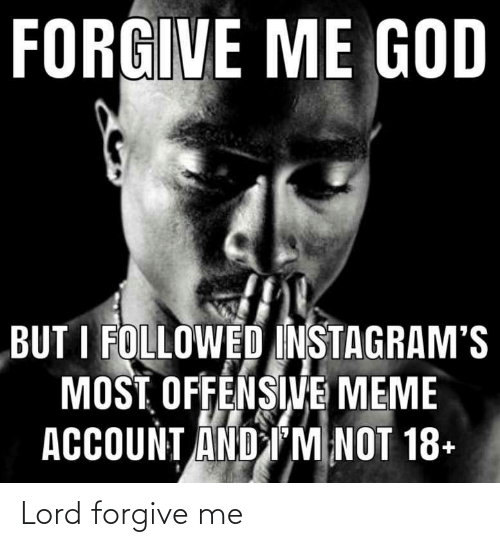 FORGIVE ME GOD
BUT I FOLLOWED INSTAGRAM'S
MOST OFFENSIVE MEME
ACCOUNT AND I'M NOT 18+
Lord forgive me